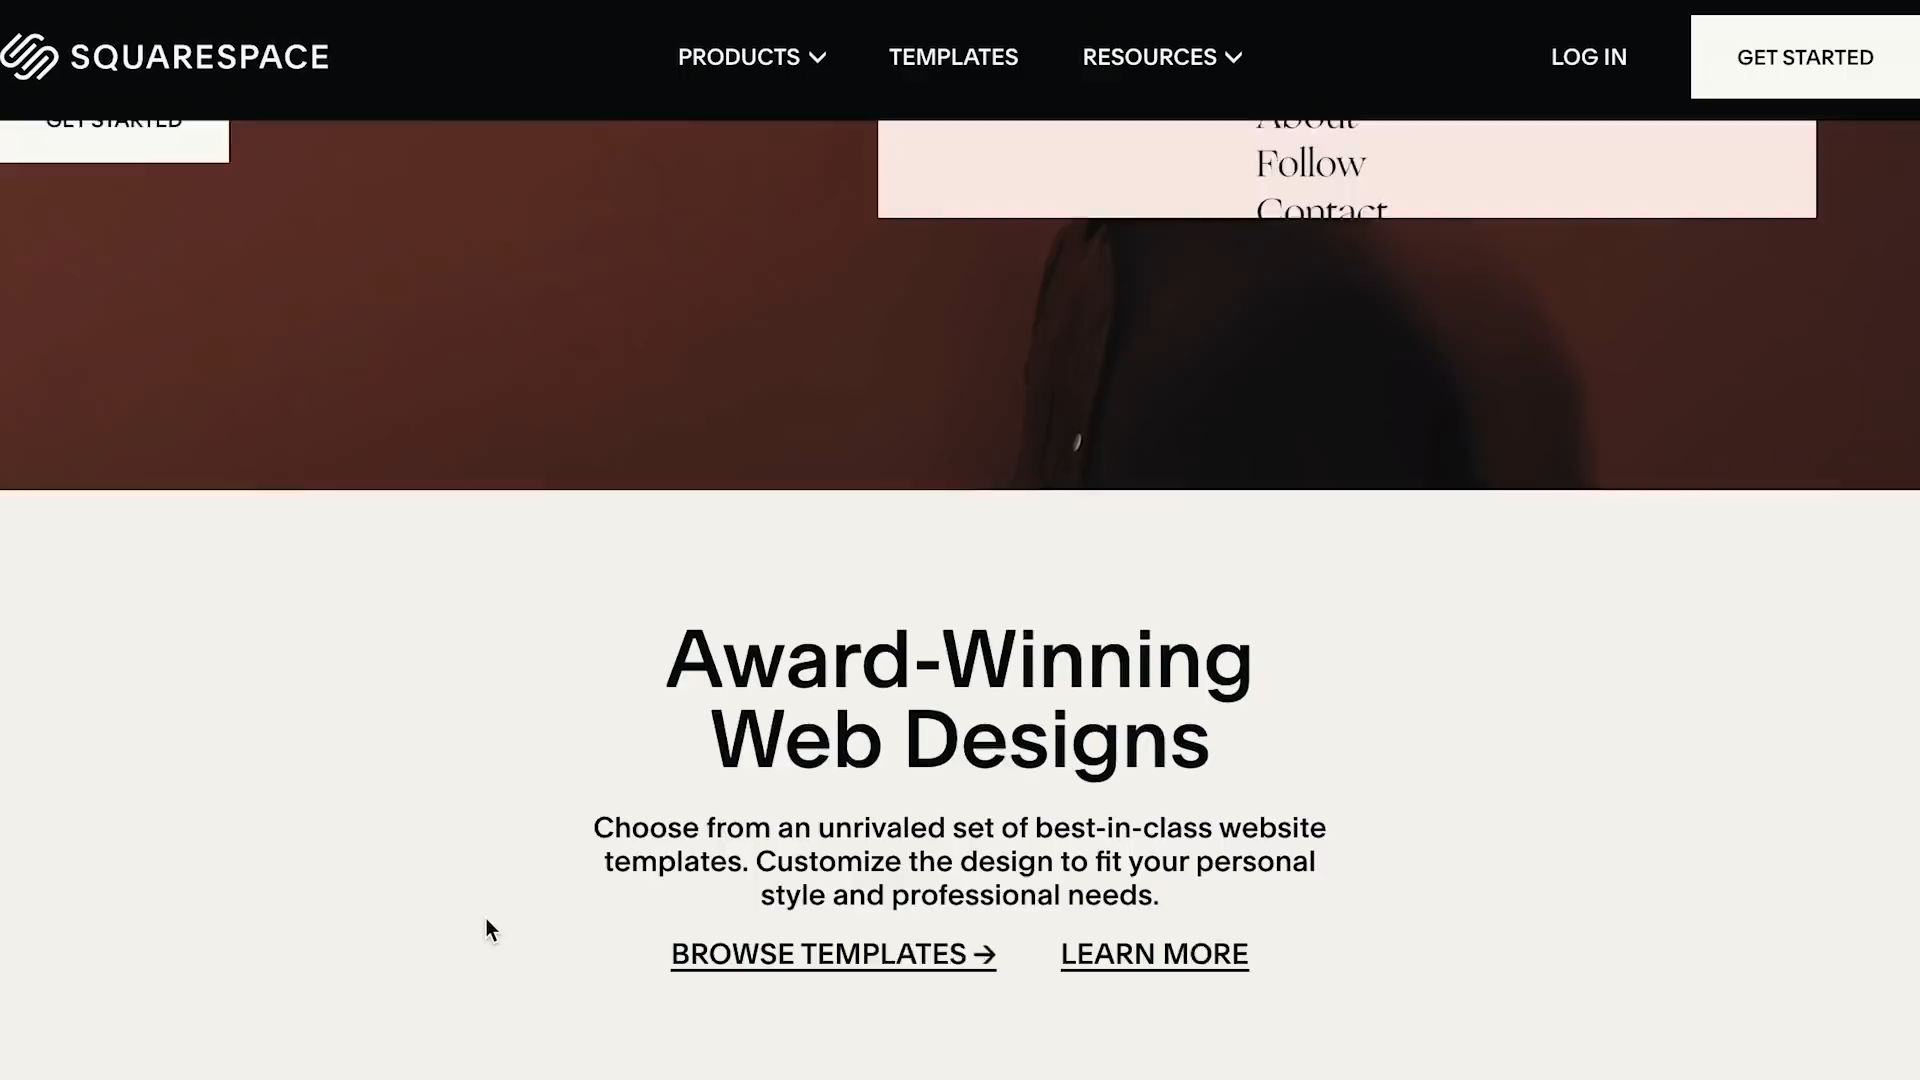 SQUARESPACE
PRODUCTS
TEMPLATES
RESOURCES
LOG IN
GET STARTED
GET STARTED
About
Follow
Contact
Award-Winning
Web Designs
Choose from an unrivaled set of best-in-class website
templates. Customize the design to fit your personal
style and professional needs.
BROWSE TEMPLATES →
LEARN MORE